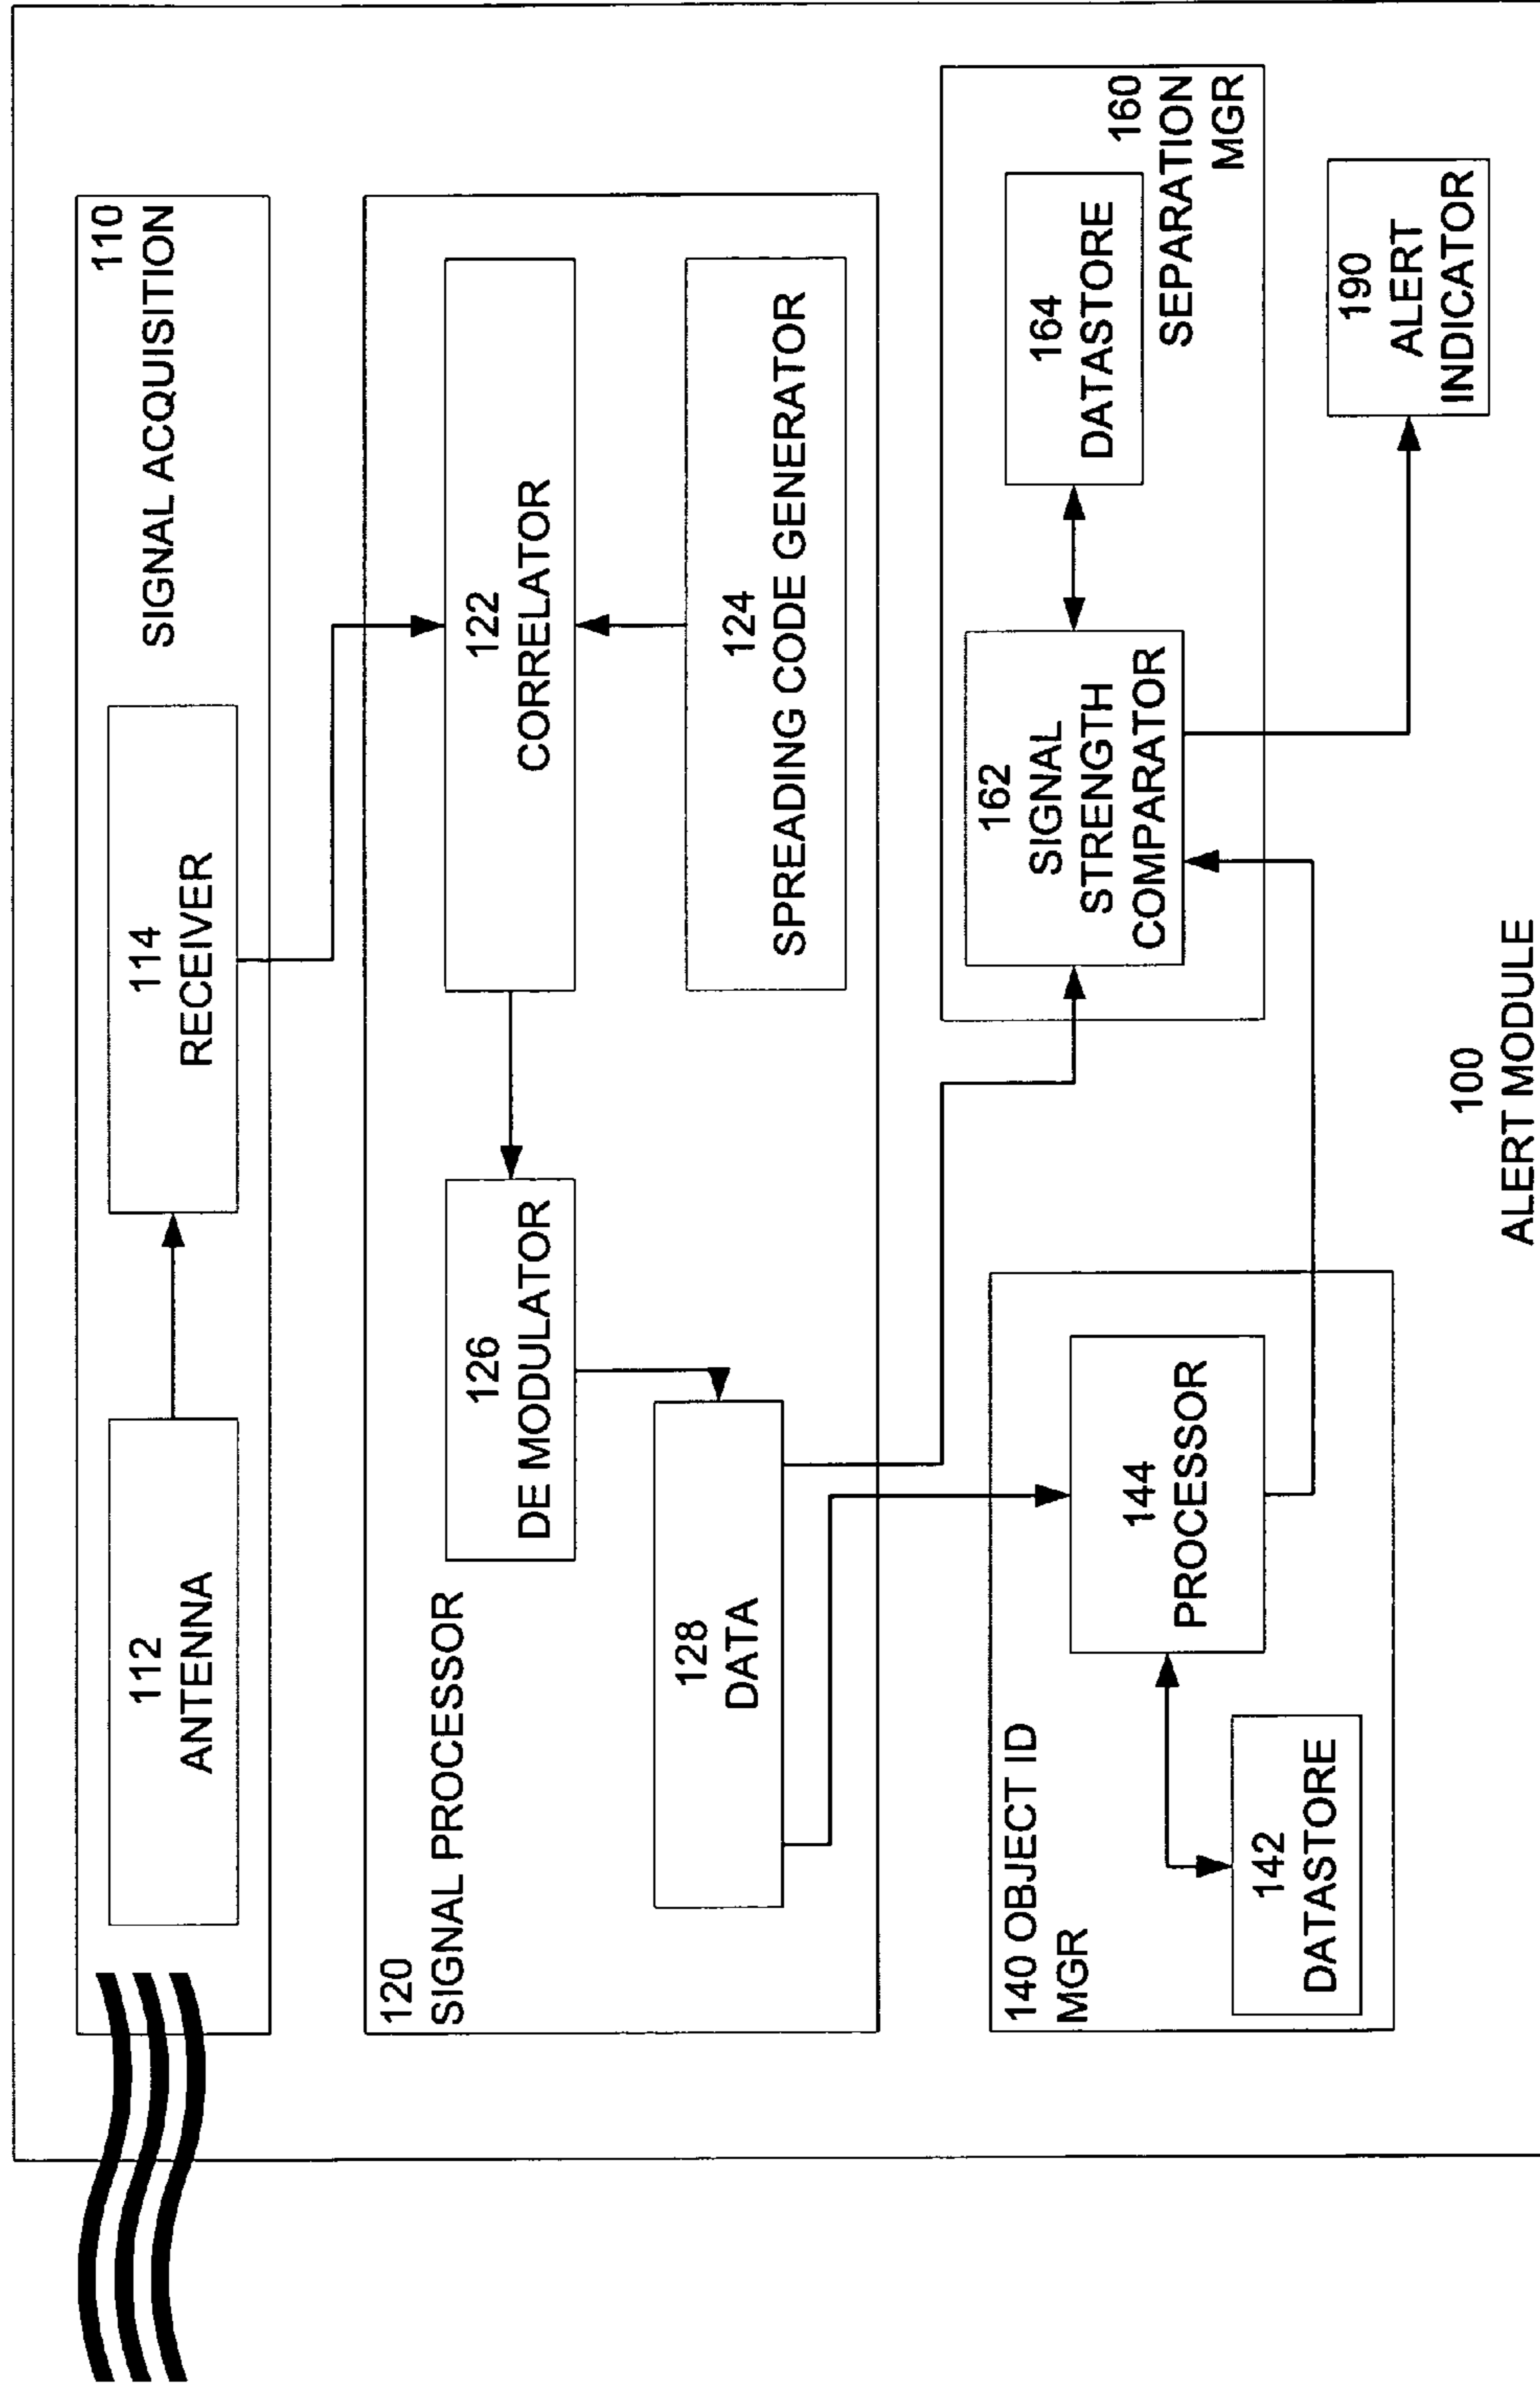 110
SIGNAL ACQUISITION
112
ANTENNA
114
RECEIVER
120
SIGNAL PROCESSOR
126
DE MODULATOR
122
CORRELATOR
128
DATA
124
SPREADING CODE GENERATOR
140 OBJECT ID
MGR
142
DATASTORE
144
PROCESSOR
162
SIGNAL
STRENGTH
COMPARATOR
164
DATASTORE
160
SEPARATION
MGR
190
ALERT
INDICATOR
100
ALERT MODULE